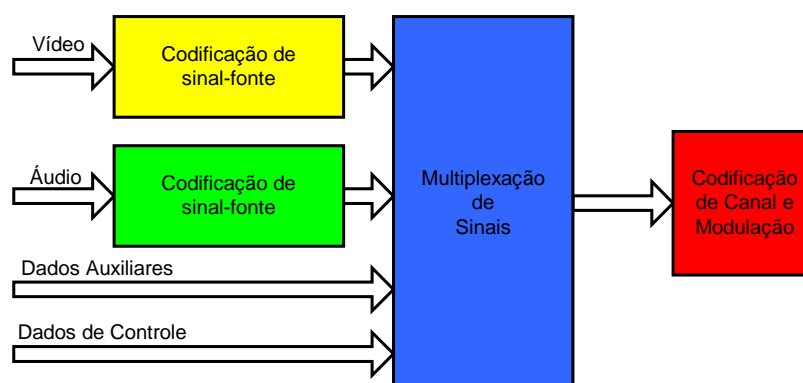 Vídeo
Codificação de
sinal-fonte
Áudio
Codificação de
sinal-fonte
Dados Auxiliares
Dados de Controle
Multiplexação
de
Sinais
Codificação
de Canal e
Modulação